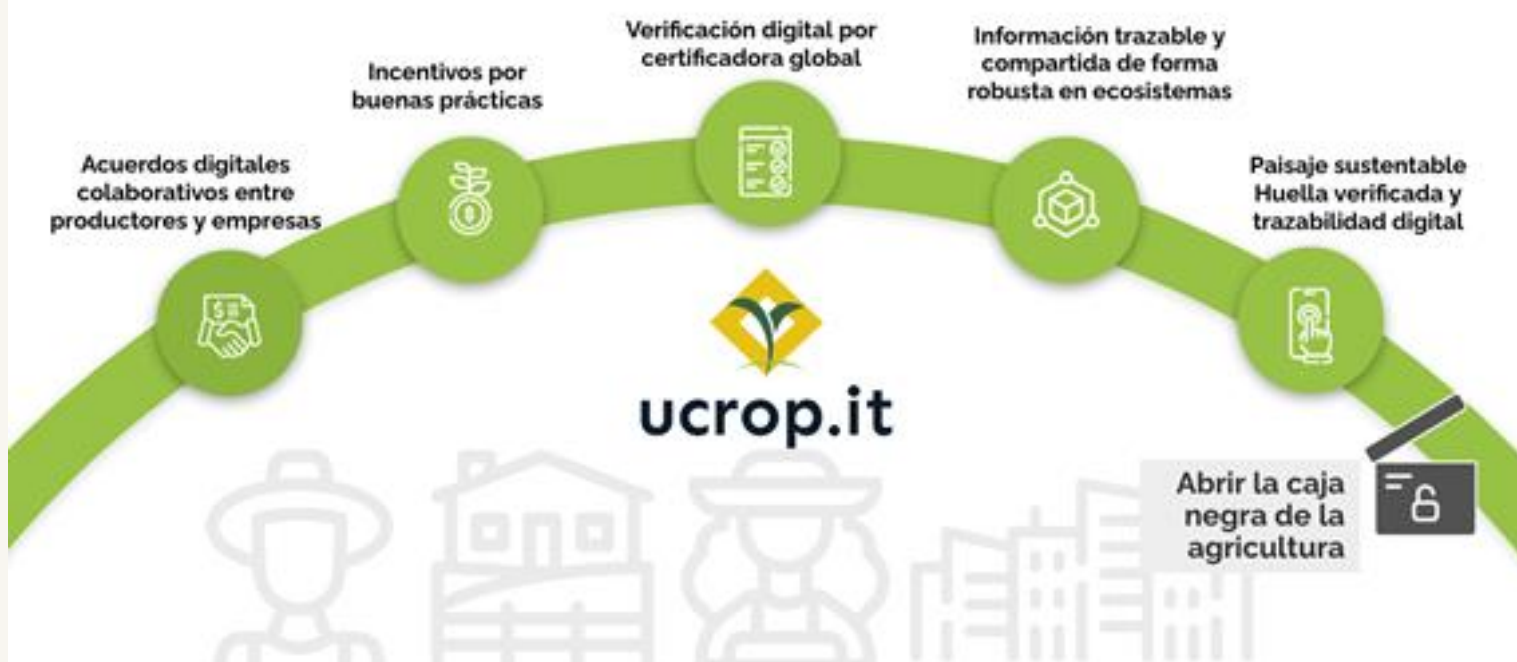 Acuerdos digitales
colaborativos entre
productores y empresas
Incentivos por
buenas prácticas
Verificación digital por
certificadora global
Información trazable y
compartida de forma
robusta en ecosistemas
Paisaje sustentable
Huella verificada y
trazabilidad digital
ucrop.it
Abrir la caja
negra de la
agricultura